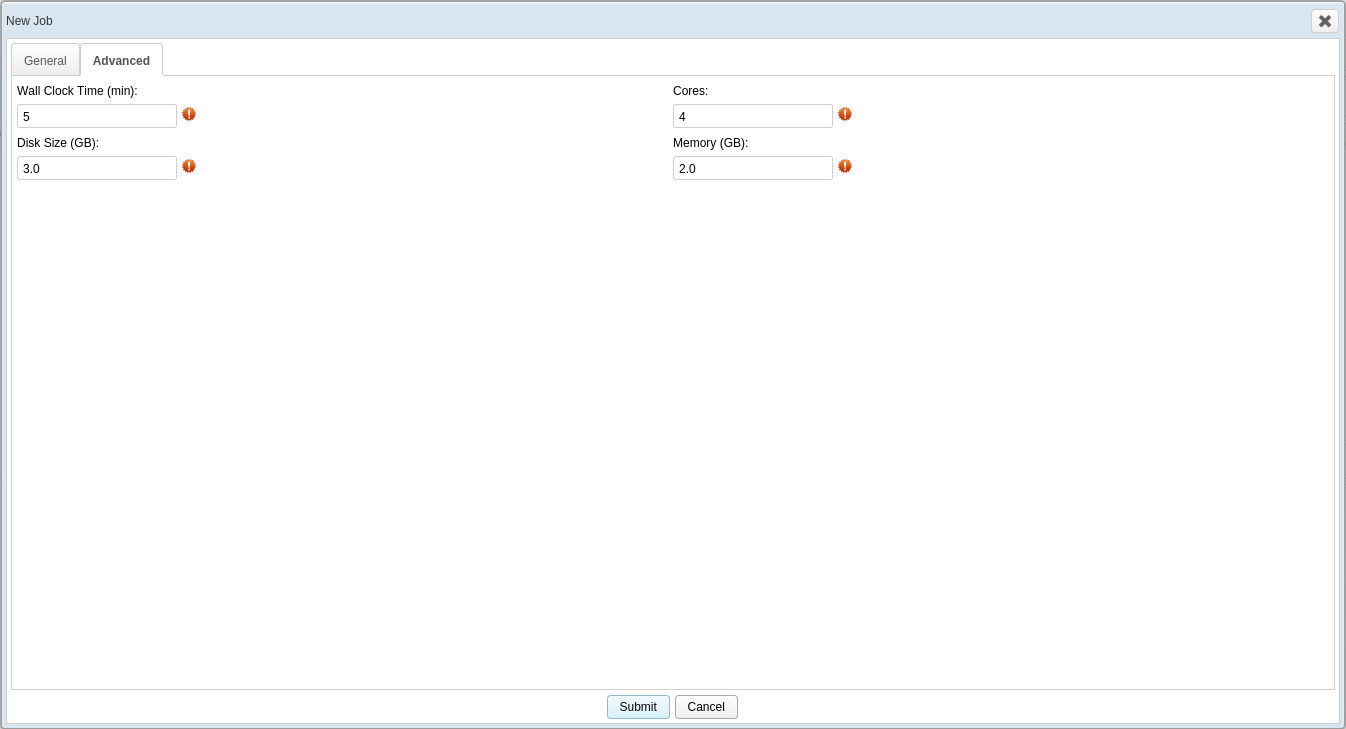 New Job
General
Advanced
Wall Clock Time (min):
Cores:
5
4
Disk Size (GB):
Memory (GB):
3.0
2.0
Submit
Cancel